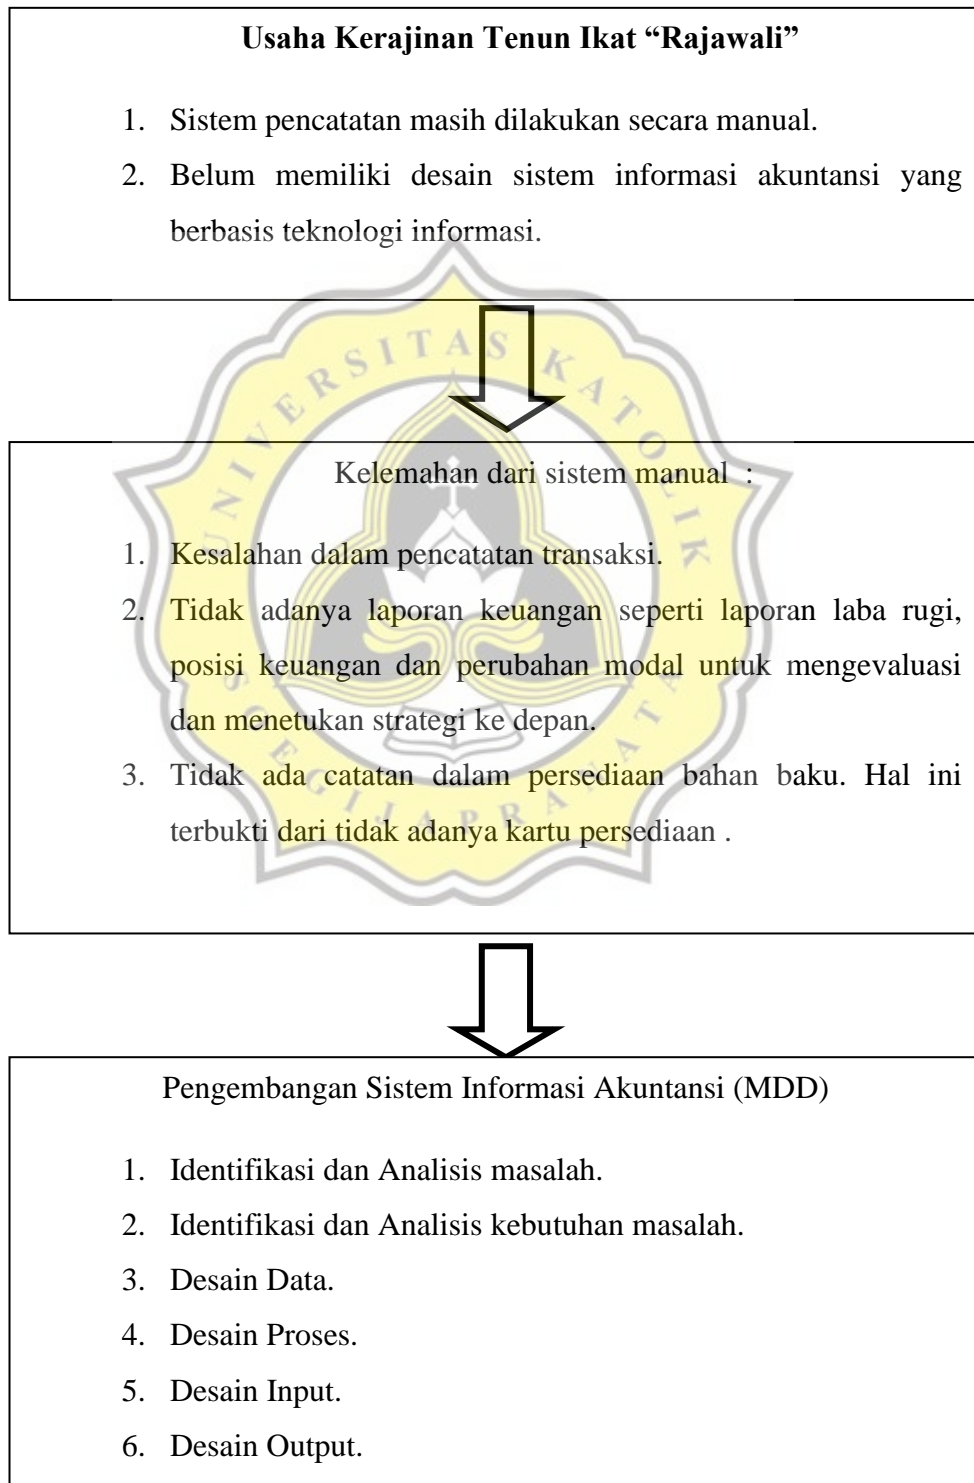 Usaha Kerajinan Tenun Ikat “Rajawali”
1. Sistem pencatatan masih dilakukan secara manual.
2. Belum memiliki desain sistem informasi akuntansi yang
berbasis teknologi informasi.
UNIVERSITAS KATOLIK
Kelemahan dari sistem manual :
1. Kesalahan dalam pencatatan transaksi.
2. Tidak adanya laporan keuangan seperti laporan laba rugi,
posisi keuangan dan perubahan modal untuk mengevaluasi
dan menetukan strategi ke depan.
3. Tidak ada catatan dalam persediaan bahan baku. Hal ini
terbukti dari tidak adanya kartu persediaan .
SOEGIJAPRANATA
Pengembangan Sistem Informasi Akuntansi (MDD)
1. Identifikasi dan Analisis masalah.
2. Identifikasi dan Analisis kebutuhan masalah.
3. Desain Data.
4. Desain Proses.
5. Desain Input.
6. Desain Output.